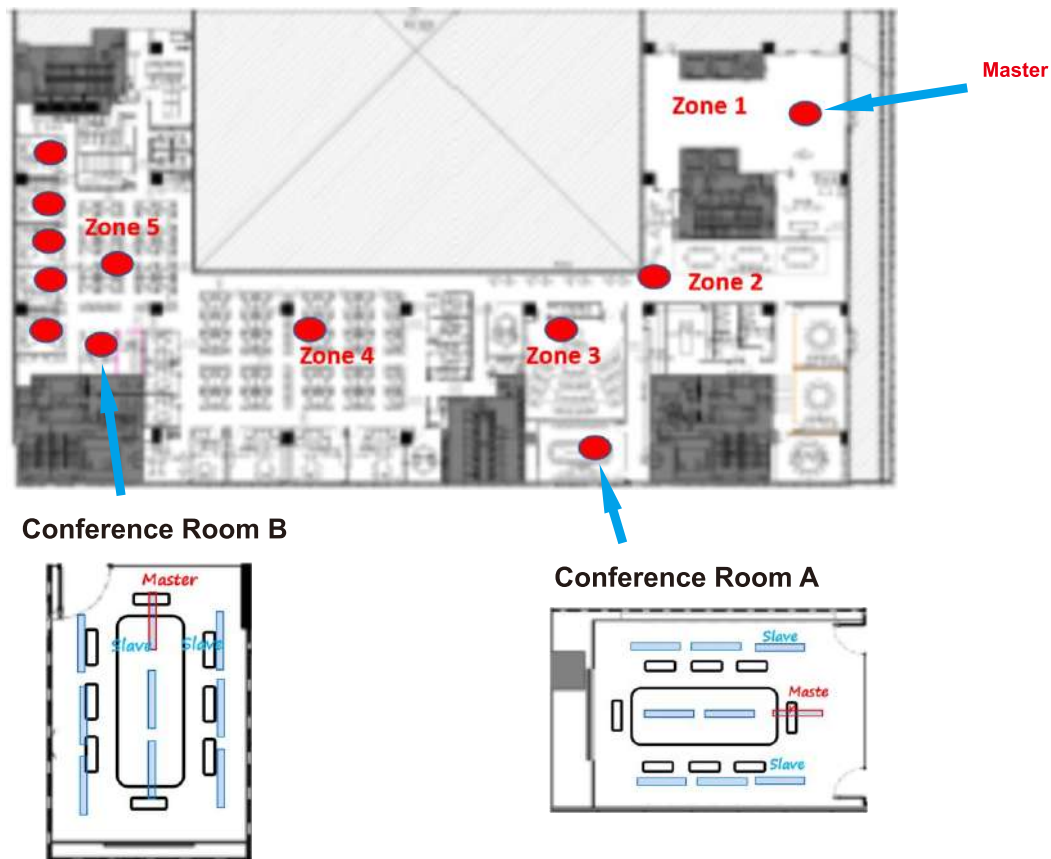 Master
Zone 1
Zone 5
Zone 2
Zone 4
Zone 3
Conference Room B
Conference Room A
Master
Slave
Slave
Slave
Maste
Slave